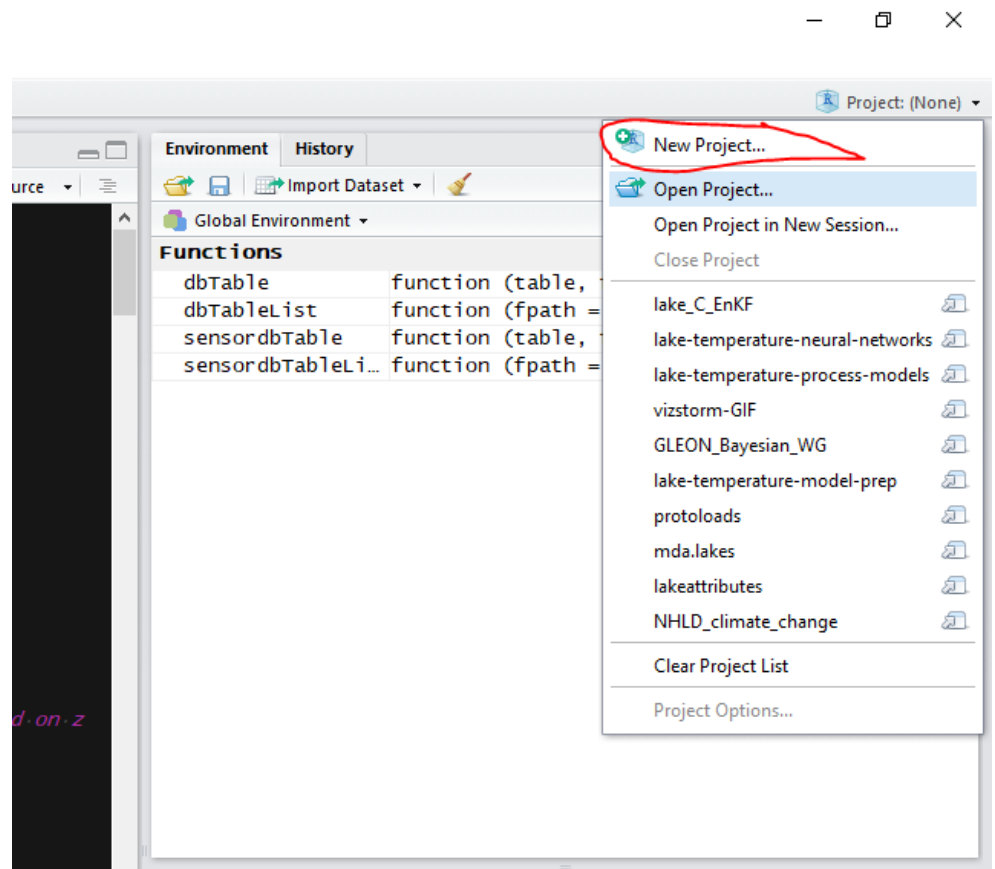 Project: (None)
Environment History
urce
Import Dataset
Global Environment
Functions
dbTable function (table,
dbTableList function (fpath =
sensordbTable function (table,
sensordbTableLi… function (fpath =
New Project...
Open Project...
Open Project in New Session...
Close Project
lake_C_EnKF
lake-temperature-neural-networks
lake-temperature-process-models
vizstorm-GIF
GLEON_Bayesian_WG
lake-temperature-model-prep
protoloads
mda.lakes
lakeattributes
NHLD_climate_change
Clear Project List
Project Options...
d·on·z